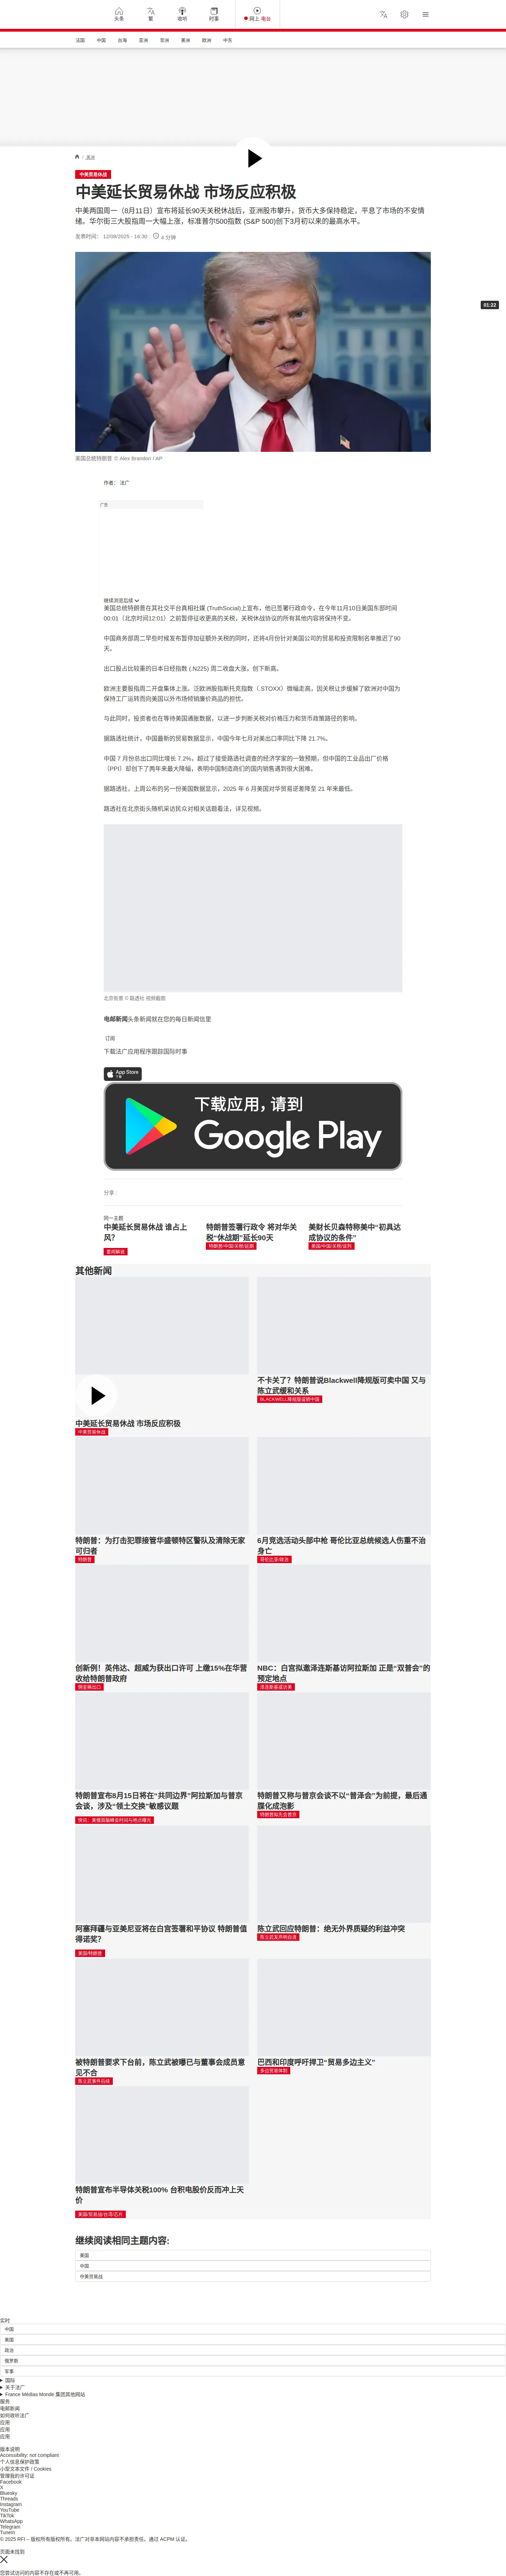 头条
繁
收听
时事
网上 电台
法国
中国
台海
亚洲
非洲
美洲
欧洲
中东
/ 美洲
中美贸易休战
中美延长贸易休战 市场反应积极
中美两国周一（8月11日）宣布将延长90天关税休战后，亚洲股市攀升，货币大多保持稳定，平息了市场的不安情
绪。华尔街三大股指周一大幅上涨，标准普尔500指数 (S&P 500)创下3月初以来的最高水平。
发表时间： 12/08/2025 - 16:30 4 分钟
01:22
美国总统特朗普 © Alex Brandon / AP
作者： 法广
广告
继续浏览后续
美国总统特朗普在其社交平台真相社媒 (TruthSocial)上宣布，他已签署行政命令，在今年11月10日美国东部时间
00:01（北京时间12:01）之前暂停征收更高的关税，关税休战协议的所有其他内容将保持不变。
中国商务部周二早些时候发布暂停加征额外关税的同时，还将4月份针对美国公司的贸易和投资限制名单推迟了90
天。
出口股占比较重的日本日经指数 (.N225) 周二收盘大涨，创下新高。
欧洲主要股指周二开盘集体上涨。泛欧洲股指斯托克指数（.STOXX）微幅走高，因关税让步缓解了欧洲对中国为
保持工厂运转而向美国以外市场倾销廉价商品的担忧。
与此同时，投资者也在等待美国通胀数据，以进一步判断关税对价格压力和货币政策路径的影响。
据路透社统计，中国最新的贸易数据显示，中国今年七月对美出口率同比下降 21.7%。
中国 7 月份总出口同比增长 7.2%，超过了接受路透社调查的经济学家的一致预期，但中国的工业品出厂价格
（PPI）却创下了两年来最大降幅，表明中国制造商们的国内销售遇到很大困难。
据路透社，上周公布的另一份美国数据显示，2025 年 6 月美国对华贸易逆差降至 21 年来最低。
路透社在北京街头随机采访民众对相关话题看法，详见视频。
北京街景 © 路透社 视频截图
电邮新闻头条新闻就在您的每日新闻信里
订阅
下载法广应用程序跟踪国际时事
App Store
下载
下载应用，请到
Google Play
分享 :
同一主题
中美延长贸易休战 谁占上
风?
要闻解说
特朗普签署行政令 将对华关
税“休战期”延长90天
特朗普/中国/关税/延期
美财长贝森特称美中“初具达
成协议的条件”
美国/中国/关税/谈判
其他新闻
中美延长贸易休战 市场反应积极
中美贸易休战
不卡关了？特朗普说Blackwell降规版可卖中国 又与
陈立武缓和关系
BLACKWELL降规版促销中国
特朗普：为打击犯罪接管华盛顿特区警队及清除无家
可归者
特朗普
6月竞选活动头部中枪 哥伦比亚总统候选人伤重不治
身亡
哥伦比亚/政治
创新例！英伟达、超威为获出口许可 上缴15%在华营
收给特朗普政府
佣金换出口
NBC：白宫拟邀泽连斯基访阿拉斯加 正是“双普会”的
预定地点
泽连斯基或访美
特朗普宣布8月15日将在“共同边界”阿拉斯加与普京
会谈，涉及“领土交换”敏感议题
快讯：美俄首脑峰会时间与地点曝光
特朗普又称与普京会谈不以“普泽会”为前提，最后通
牒化成泡影
特朗普拟先会普京
阿塞拜疆与亚美尼亚将在白宫签署和平协议 特朗普值
得诺奖?
美国/特朗普
陈立武回应特朗普：绝无外界质疑的利益冲突
陈立武发声明自清
被特朗普要求下台前，陈立武被曝已与董事会成员意
见不合
陈立武事件后续
巴西和印度呼吁捍卫“贸易多边主义”
多边贸易体制
特朗普宣布半导体关税100% 台积电股价反而冲上天
价
美国/贸易战/台湾/芯片
继续阅读相同主题内容:
美国
中国
中美贸易战
实时
中国
美国
政治
俄罗斯
军事
国际
关于法广
France Médias Monde 集团其他网站
服务
电邮新闻
如何收听法广
应用
应用
应用
版本说明
Accessibility: not compliant
个人信息保护政策
小型文本文件 / Cookies
管理我的许可证
Facebook
X
Bluesky
Threads
Instagram
YouTube
TikTok
WhatsApp
Telegram
TuneIn
© 2025 RFI – 版权所有版权所有。法广对非本网站内容不承担责任。通过 ACPM 认证。
页面未找到
您尝试访问的内容不存在或不再可用。